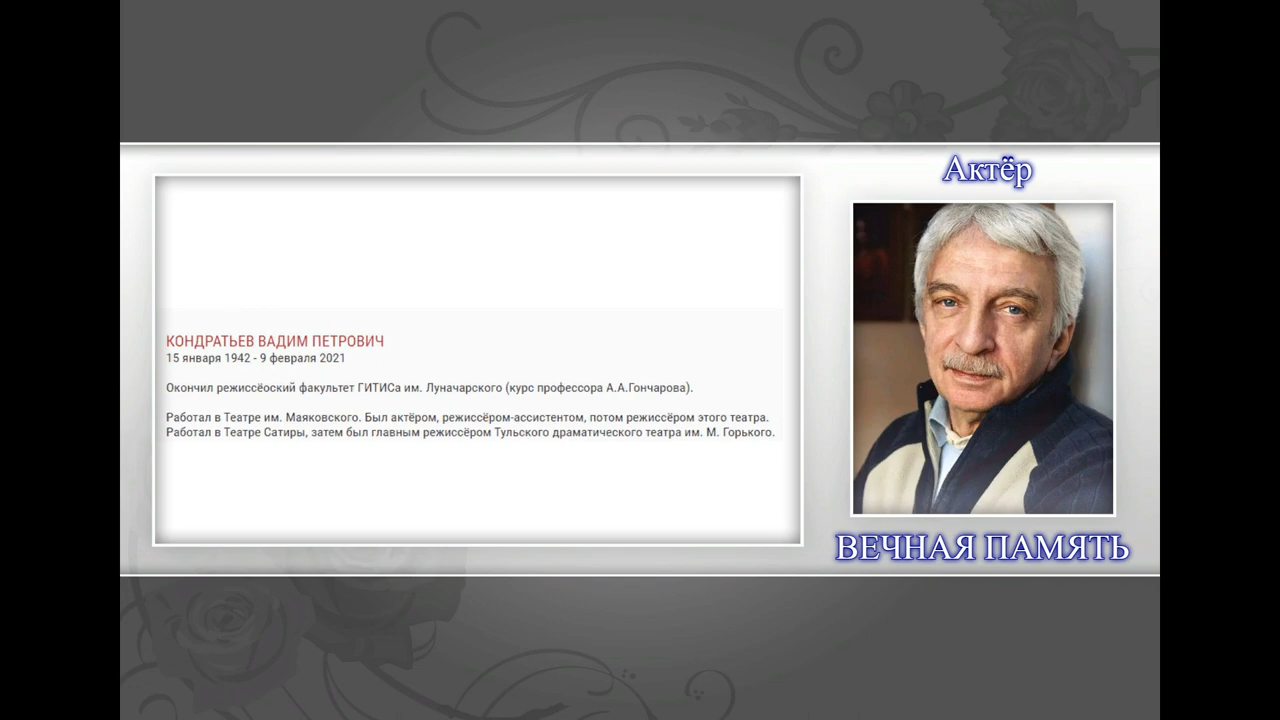 Актёр
КОНДРАТЬЕВ ВАДИМ ПЕТРОВИЧ
15 января 1942 - 9 февраля 2021
Окончил режиссёоский факультет ГИТИСа им. Луначарского (курс профессора А.А.Гончарова).
Работал в Театре им. Маяковского. Был актёром, режиссёром-ассистентом, потом режиссёром этого театра.
Работал в Театре Сатиры, затем был главным режиссёром Тульского драматического театра им. М. Горького.
ВЕЧНАЯ ПАМЯТЬ